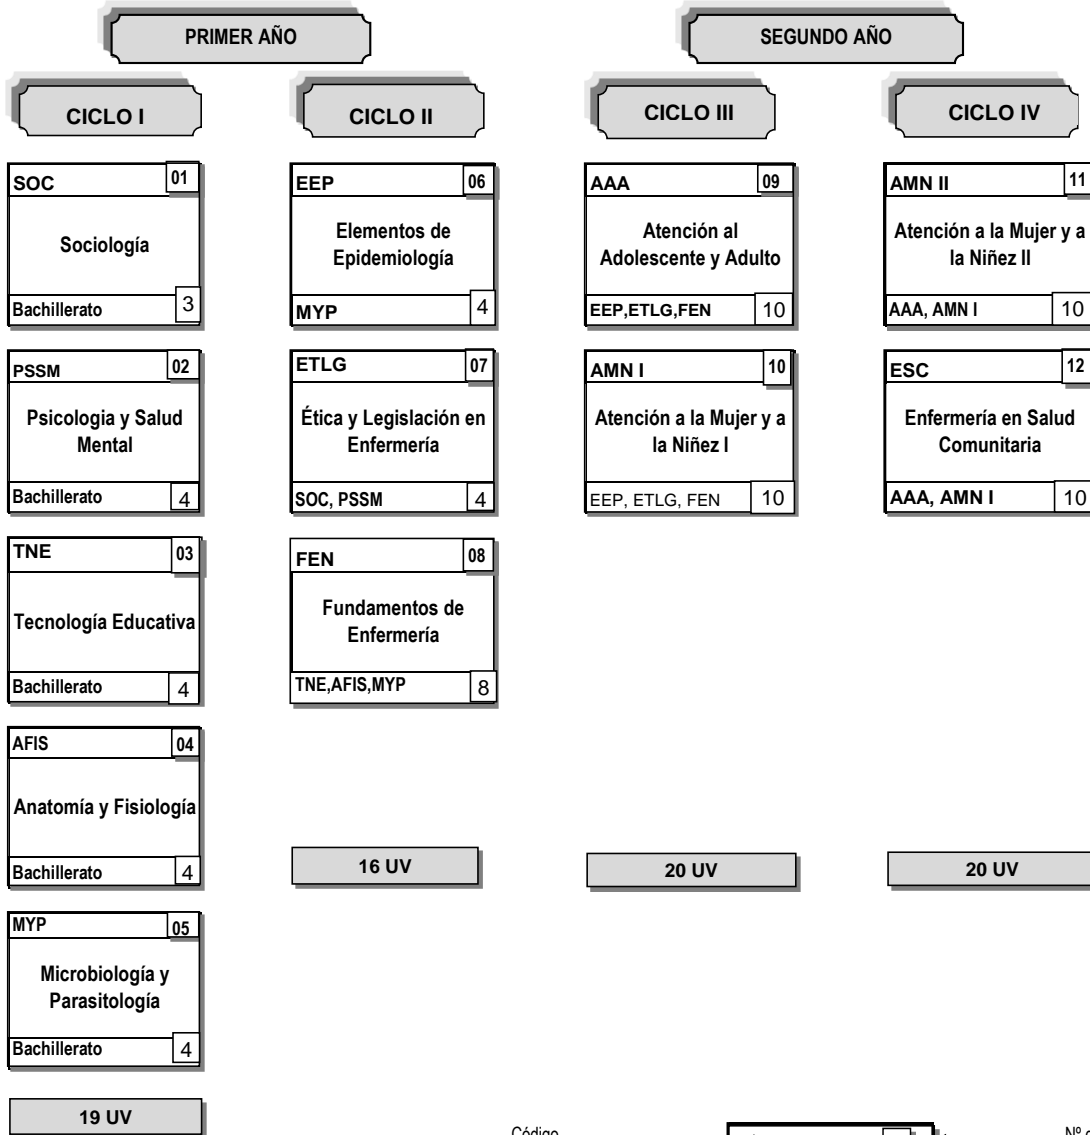 PRIMER AÑO
SEGUNDO AÑO
CICLO I
CICLO II
CICLO III
CICLO IV
SOC
01
Sociología
Bachillerato
3
PSSM
02
Psicologia y Salud
Mental
Bachillerato
4
TNE
03
Tecnología Educativa
Bachillerato
4
AFIS
04
Anatomía y Fisiología
Bachillerato
4
MYP
05
Microbiología y
Parasitología
Bachillerato
4
19 UV
EEP
06
Elementos de
Epidemiología
MYP
4
ETLG
07
Ética y Legislación en
Enfermería
SOC, PSSM
4
FEN
08
Fundamentos de
Enfermería
TNE,AFIS,MYP
8
16 UV
AAA
09
Atención al
Adolescente y Adulto
EEP,ETLG,FEN
10
AMN I
10
Atención a la Mujer y a
la Niñez I
EEP, ETLG, FEN
10
20 UV
AMN II
11
Atención a la Mujer y a
la Niñez II
AAA, AMN I
10
ESC
12
Enfermería en Salud
Comunitaria
AAA, AMN I
10
20 UV
Código
Nº